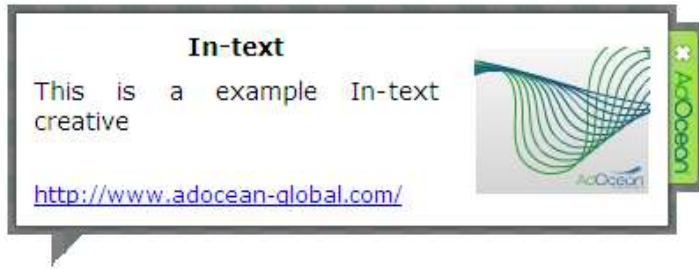 In-text
This is a example In-text
creative
http://www.adocean-global.com/
AdOcean
AdOcean